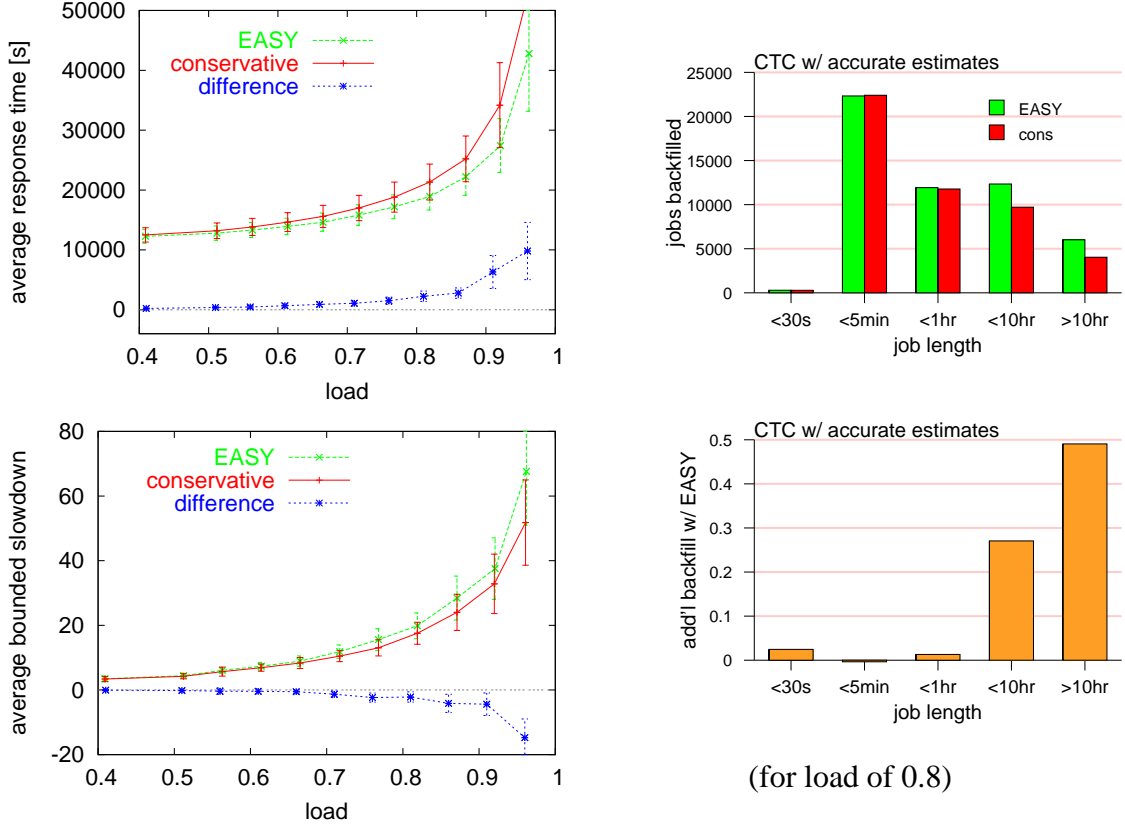 50000
40000
30000
20000
10000
0
average response time [s]
EASY
conservative
difference
0.4 0.5 0.6 0.7 0.8 0.9 1
load
CTC w/ accurate estimates
25000
20000
15000
10000
5000
0
jobs backfilled
EASY
cons
<30s <5min <1hr <10hr >10hr
job length
80
60
40
20
0
-20
average bounded slowdown
EASY
conservative
difference
0.4 0.5 0.6 0.7 0.8 0.9 1
load
CTC w/ accurate estimates
0.5
0.4
0.3
0.2
0.1
0
add'l backfill w/ EASY
<30s <5min <1hr <10hr >10hr
job length
(for load of 0.8)